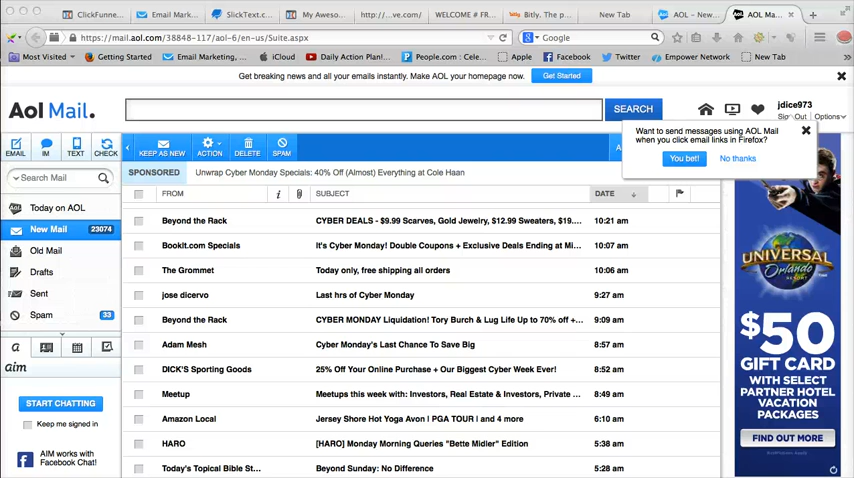 ClickFunne...
Email Mark...
SlickText.c...
My Aweso...
http://...ve.com/
WELCOME # FR...
Bitly. The p...
New Tab
AOL – New...
AOL Ma...
https://mail.aol.com/38848-117/aol-6/en-us/Suite.aspx
Google
Most Visited
Getting Started
Email Marketing, ...
Apple
iCloud
Daily Action Plan/...
People.com : Cele...
Facebook
Twitter
Empower Network
New Tab
Get breaking news and all your emails instantly. Make AOL your homepage now.
Get Started
Aol Mail.
SEARCH
jdice973
Sign Out
Options
Want to send messages using AOL Mail
when you click email links in Firefox?
You bet!
No thanks
EMAIL
IM
TEXT
CHECK
KEEP AS NEW
ACTION
DELETE
SPAM
Search Mail
SPONSORED
Unwrap Cyber Monday Specials: 40% Off (Almost) Everything at Cole Haan
FROM
SUBJECT
DATE
Today on AOL
New Mail 23074
Old Mail
Drafts
Sent
Spam 33
a
aim
START CHATTING
Keep me signed in
AIM works with
Facebook Chat!
Beyond the Rack CYBER DEALS - $9.99 Scarves, Gold Jewelry, $12.99 Sweaters, $19.... 10:21 am
Bookit.com Specials It's Cyber Monday! Double Coupons + Exclusive Deals Ending at Mi... 10:07 am
The Grommet Today only, free shipping all orders 10:06 am
jose dicervo Last hrs of Cyber Monday 9:27 am
Beyond the Rack CYBER MONDAY Liquidation! Tory Burch & Lug Life Up to 70% off +... 9:09 am
Adam Mesh Cyber Monday's Last Chance To Save Big 8:57 am
DICK'S Sporting Goods 25% Off Your Online Purchase + Our Biggest Cyber Week Ever! 8:52 am
Meetup Meetups this week with: Investors, Real Estate & Investors, Private ... 8:49 am
Amazon Local Jersey Shore Hot Yoga Avon | PGA TOUR | and 4 more 6:10 am
HARO [HARO] Monday Morning Queries "Bette Midler" Edition 5:38 am
Today's Topical Bible St... Beyond Sunday: No Difference 5:28 am
UNIVERSAL
Orlando
$50
GIFT CARD
WITH SELECT
PARTNER HOTEL
VACATION
PACKAGES
FIND OUT MORE